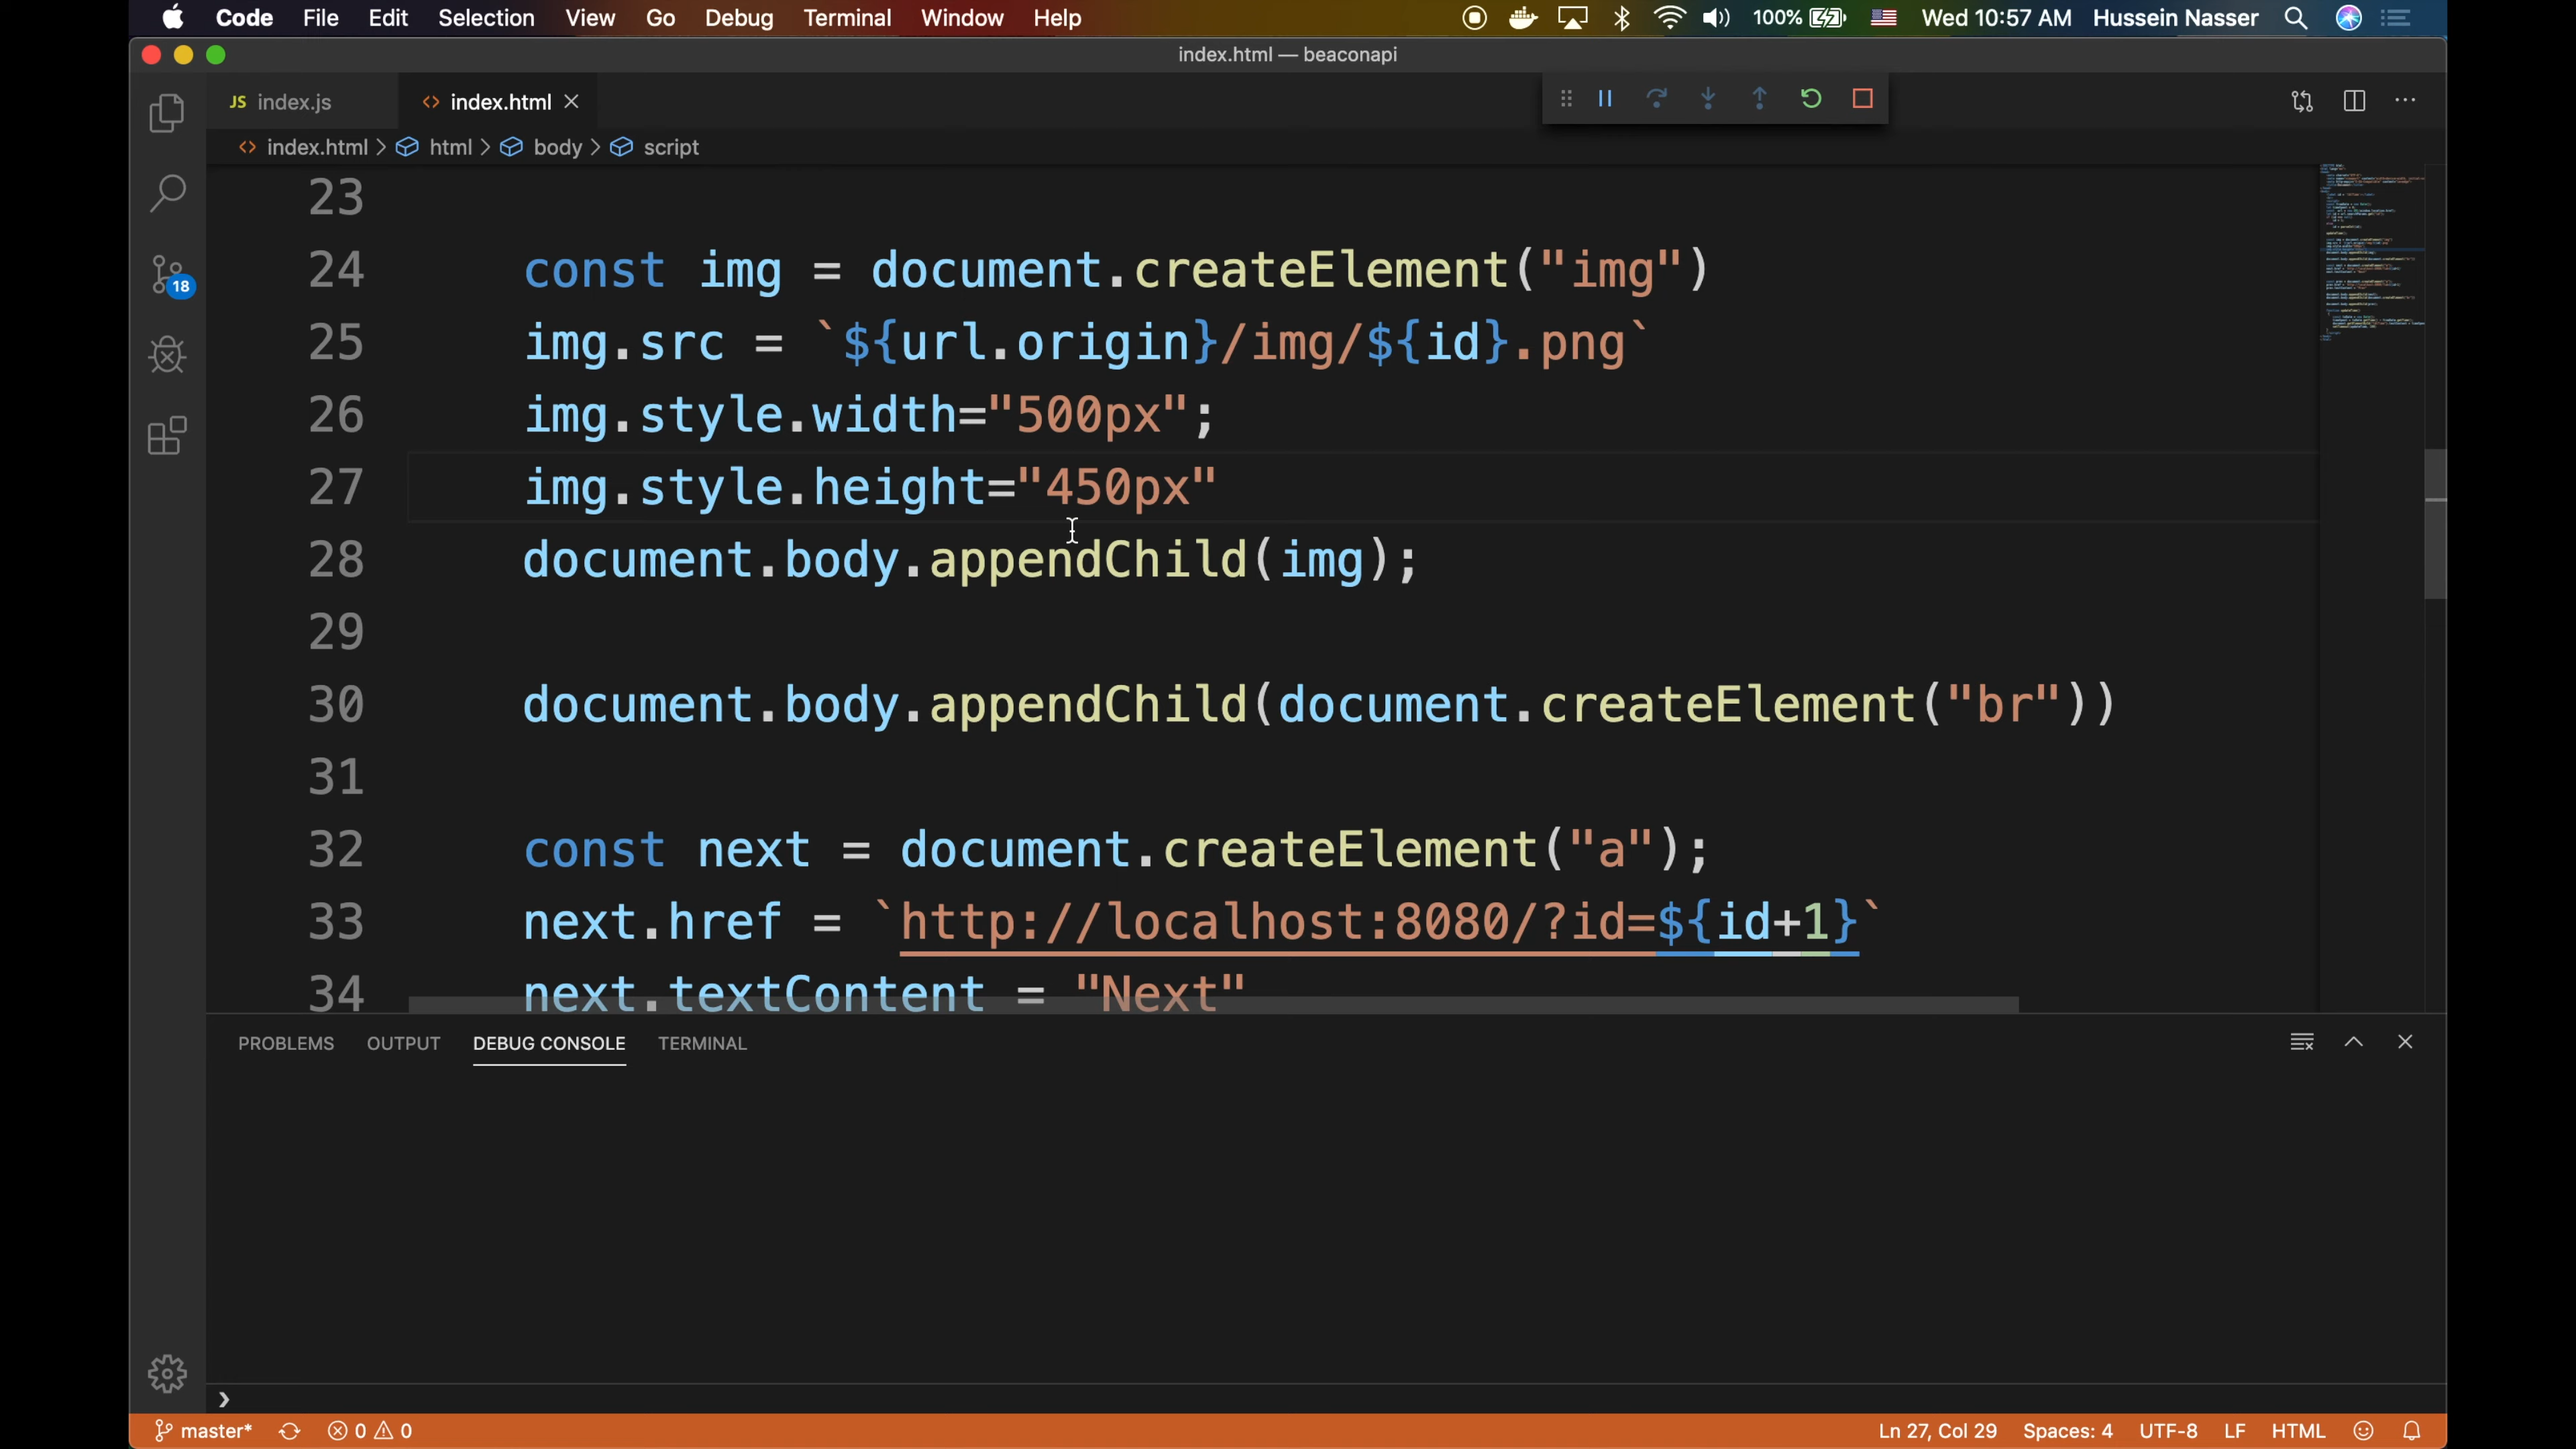 Code File Edit Selection View Go Debug Terminal Window Help 100% Wed 10:57 AM Hussein Nasser
index.html — beaconapi
JS index.js <> index.html
<> index.html > html > body > script
23
24 const img = document.createElement("img")
25 img.src = `${url.origin}/img/${id}.png`
26 img.style.width="500px";
27 img.style.height="450px"
28 document.body.appendChild(img);
29
30 document.body.appendChild(document.createElement("br"))
31
32 const next = document.createElement("a");
33 next.href = `http://localhost:8080/?id=${id+1}`
34 next.textContent = "Next"
18
PROBLEMS OUTPUT DEBUG CONSOLE TERMINAL
master* 0 0 Ln 27, Col 29 Spaces: 4 UTF-8 LF HTML